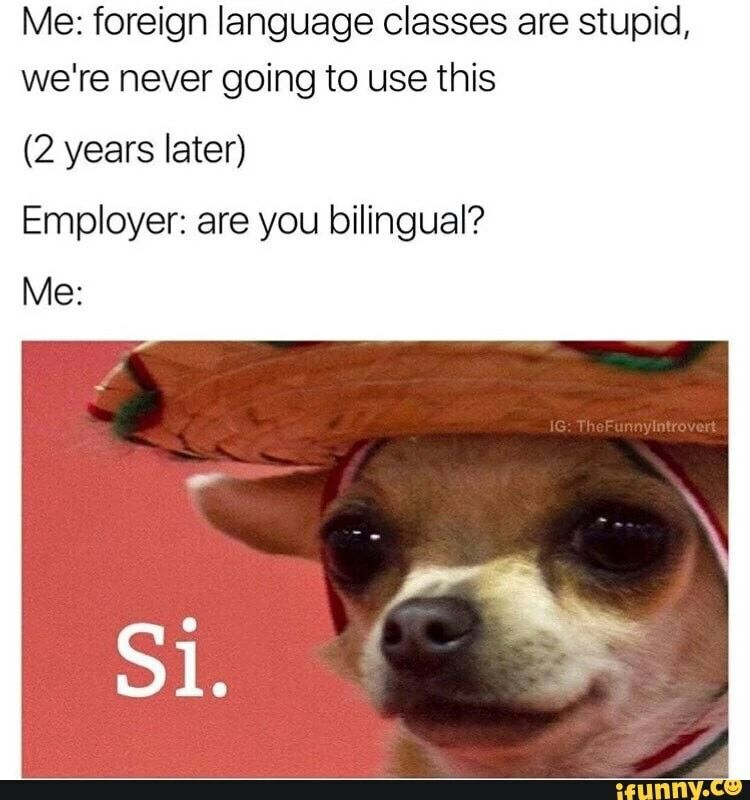 Me: foreign language classes are stupid,
we're never going to use this
(2 years later)
Employer: are you bilingual?
Me:
IG: TheFunnyIntrovert
Si.
ifunny.co